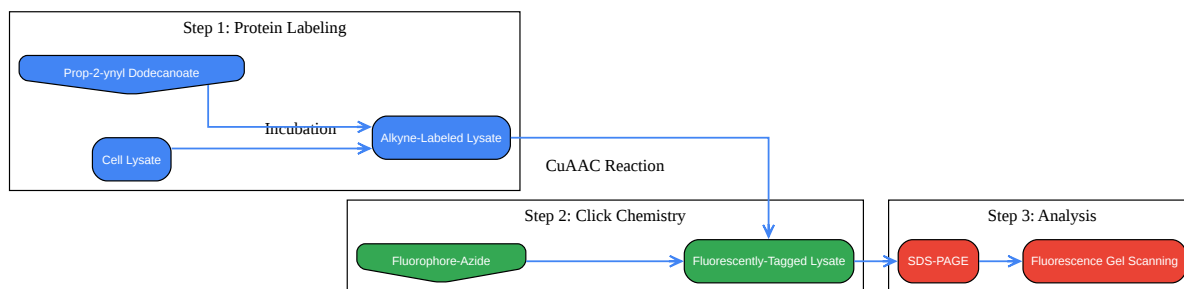 Step 1: Protein Labeling
Prop-2-ynyl Dodecanoate
Incubation
Alkyne-Labeled Lysate
Cell Lysate
CuAAC Reaction
Step 2: Click Chemistry
Fluorophore-Azide
Fluorescently-Tagged Lysate
Step 3: Analysis
SDS-PAGE
Fluorescence Gel Scanning